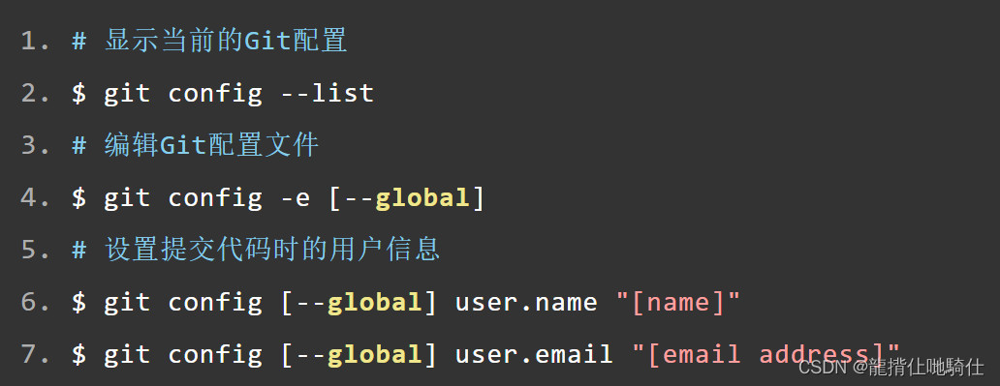 1. # 显示当前的Git配置
2. $ git config --list
3. # 编辑Git配置文件
4. $ git config -e [--global]
5. # 设置提交代码时的用户信息
6. $ git config [--global] user.name "[name]"
7. $ git config [--global] user.email "[email address]"
CSDN @龍揹仩哋騎仕